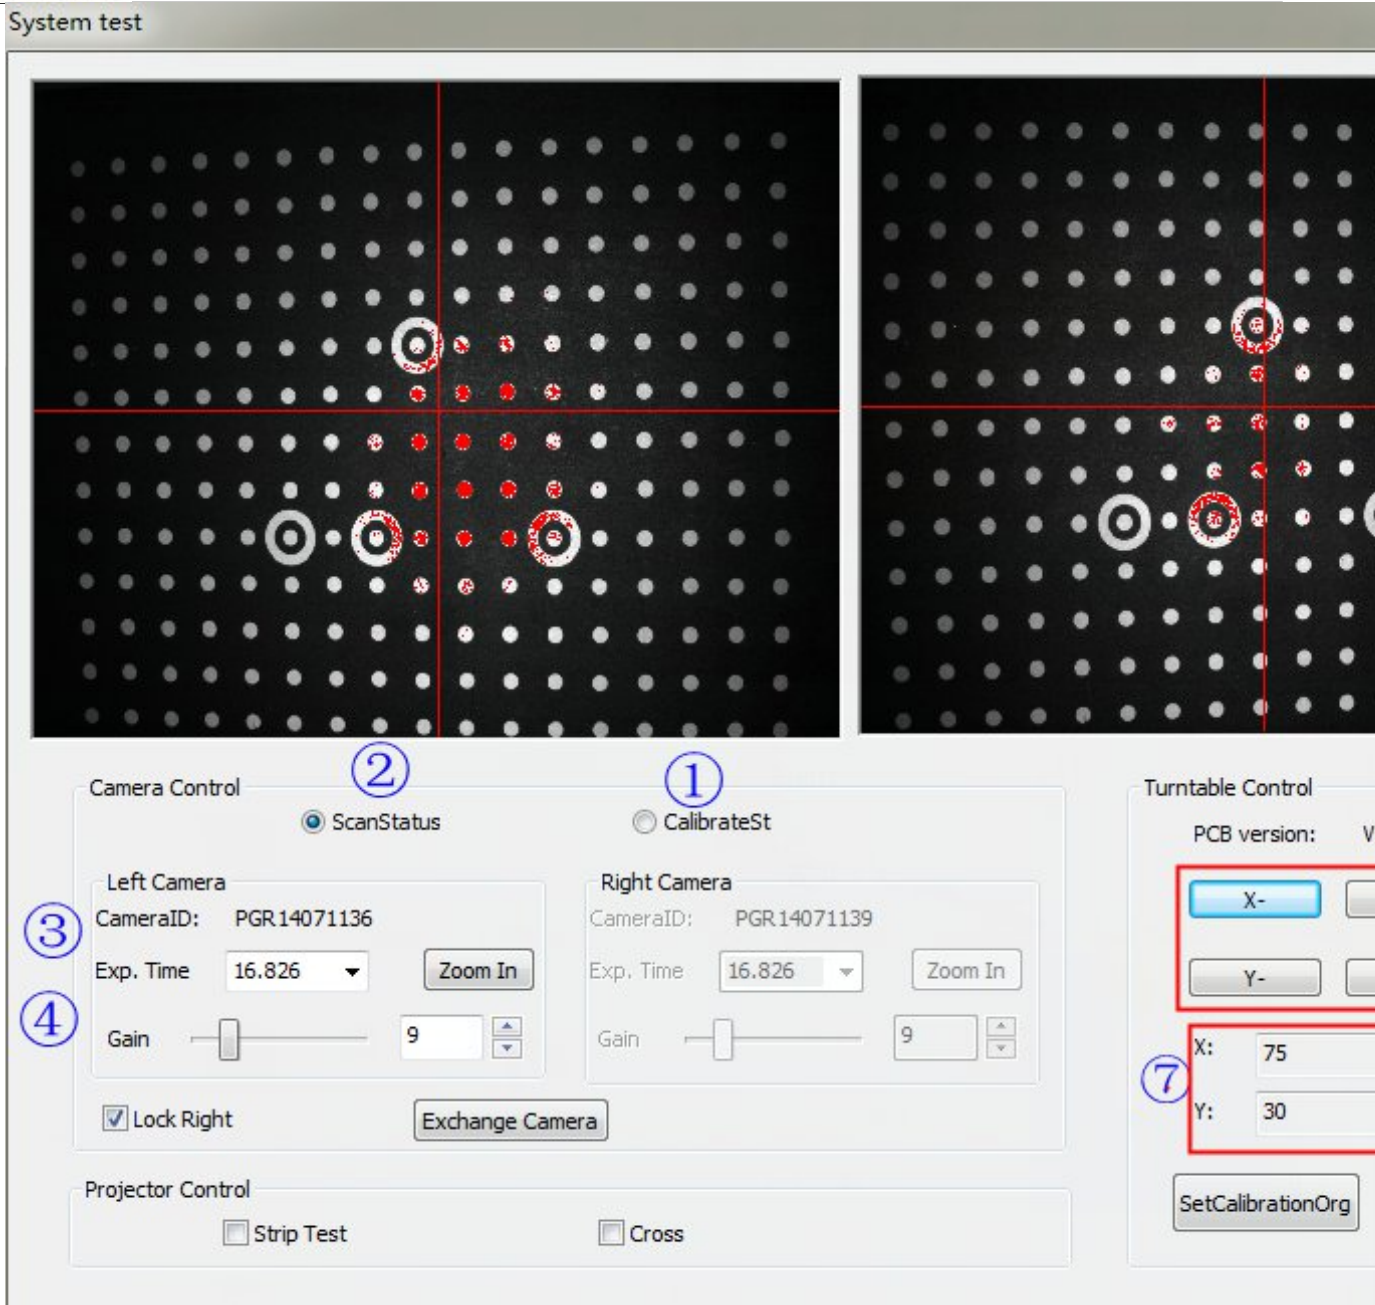 System test
② ①
Camera Control
ScanStatus CalibrateSt
Left Camera
③ CameraID: PGR14071136
Exp. Time 16.826 Zoom In
④ Gain 9
Right Camera
CameraID: PGR14071139
Exp. Time 16.826 Zoom In
Gain 9
Lock Right Exchange Camera
Projector Control
Strip Test Cross
Turntable Control
PCB version: V
X-
Y-
⑦
X: 75
Y: 30
SetCalibrationOrg